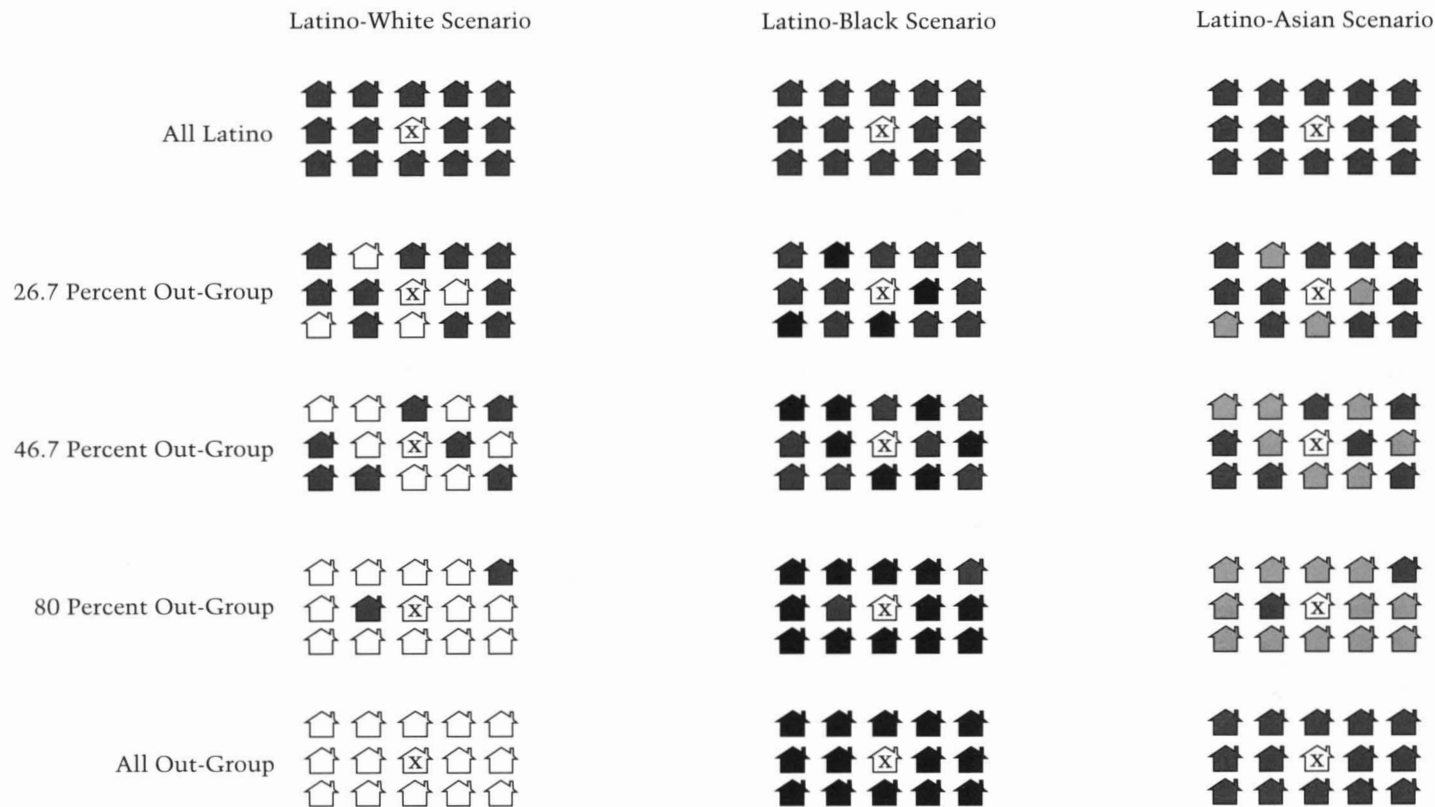 Latino-White Scenario
Latino-Black Scenario
Latino-Asian Scenario
All Latino
X
X
X
26.7 Percent Out-Group
X
X
X
46.7 Percent Out-Group
X
X
X
80 Percent Out-Group
X
X
X
All Out-Group
X
X
X